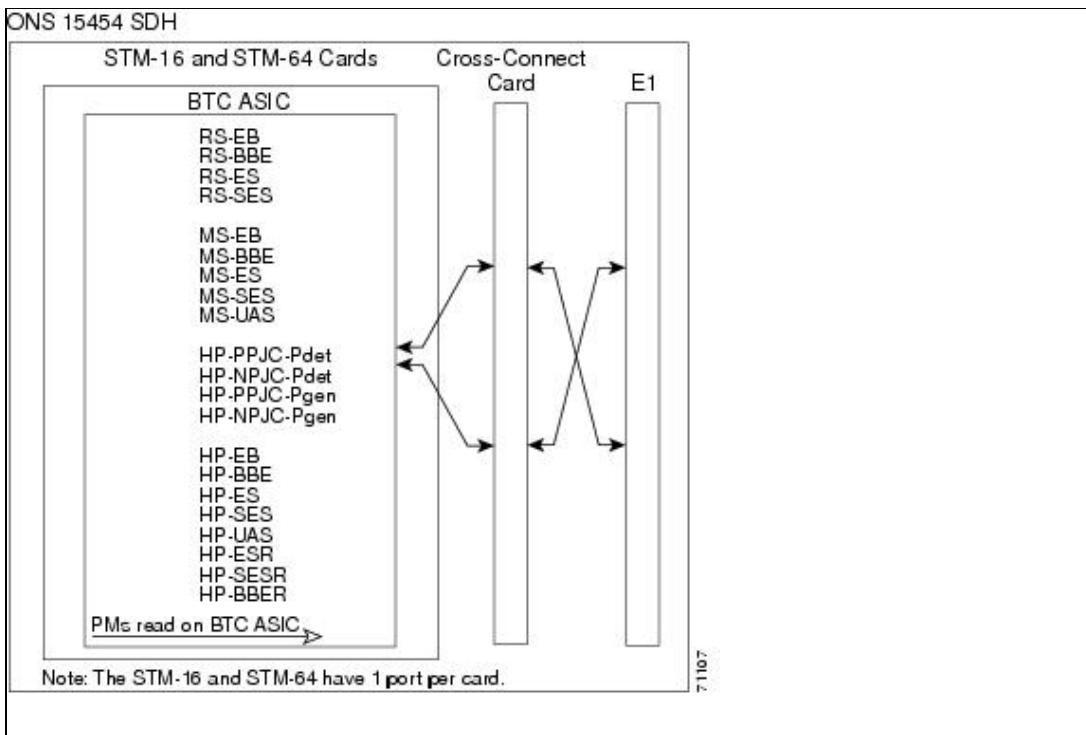 ONS 15454 SDH
STM-16 and STM-64 Cards
Cross-Connect
Card
E1
BTC ASIC
RS-EB
RS-BBE
RS-ES
RS-SES
MS-EB
MS-BBE
MS-ES
MS-SES
MS-UAS
HP-PPJC-Pdet
HP-NPJC-Pdet
HP-PPJC-Pgen
HP-NPJC-Pgen
HP-EB
HP-BBE
HP-ES
HP-SES
HP-UAS
HP-ESR
HP-SESR
HP-BBER
PMs read on BTC ASIC
Note: The STM-16 and STM-64 have 1 port per card.
71107